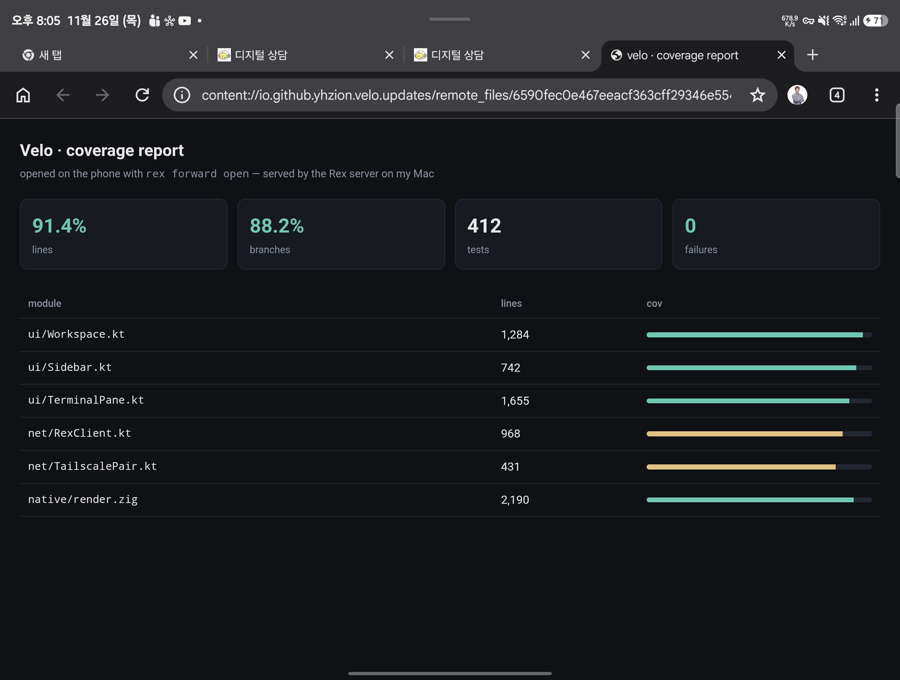 오후 8:05 11월 26일 (목)
678.9 K/s 71
새 탭
디지털 상담
디지털 상담
velo · coverage report
content://io.github.yhzion.velo.updates/remote_files/6590fec0e467eeacf363cff29346e55
4
Velo · coverage report
opened on the phone with rex forward open — served by the Rex server on my Mac
91.4% 88.2% 412 0
lines branches tests failures
module lines cov
ui/Workspace.kt 1,284
ui/Sidebar.kt 742
ui/TerminalPane.kt 1,655
net/RexClient.kt 968
net/TailscalePair.kt 431
native/render.zig 2,190